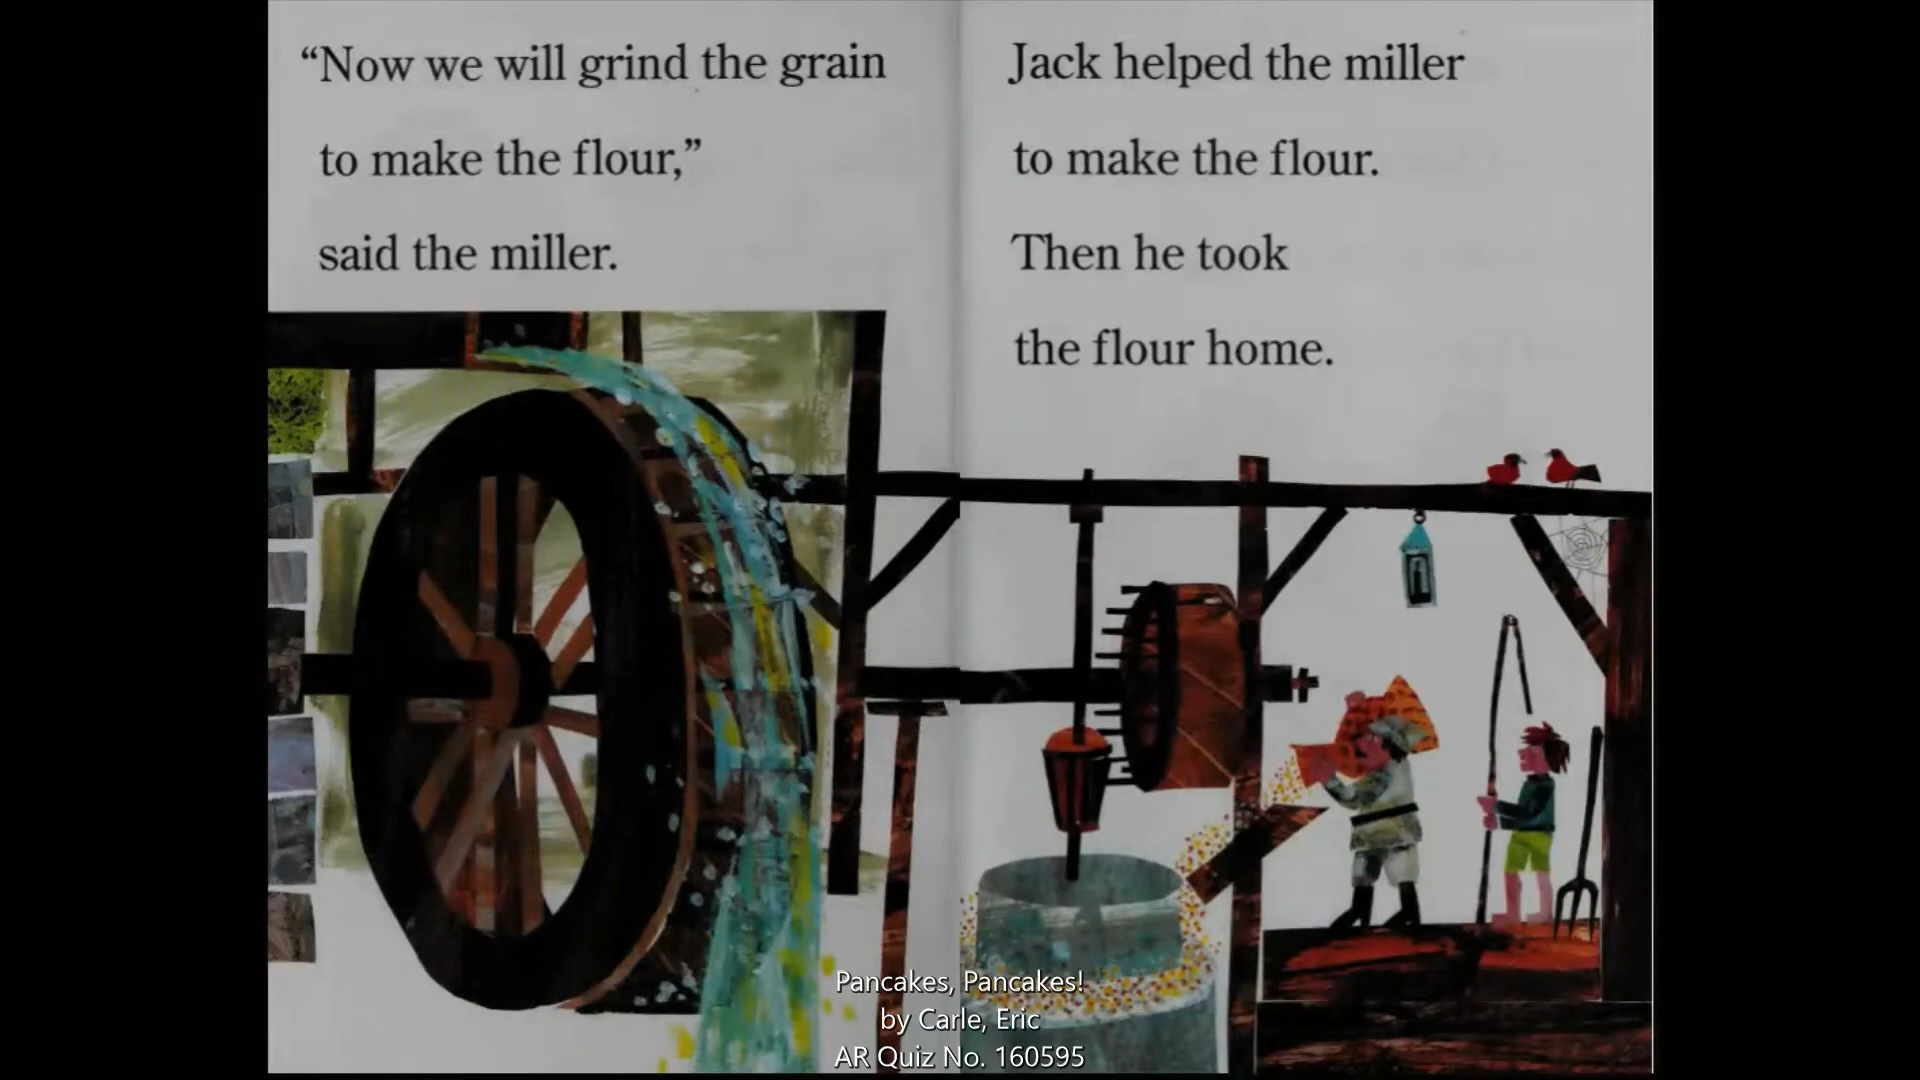 “Now we will grind the grain
to make the flour,”
said the miller.
Jack helped the miller
to make the flour.
Then he took
the flour home.
Pancakes, Pancakes!
by Carle, Eric
AR Quiz No. 160595